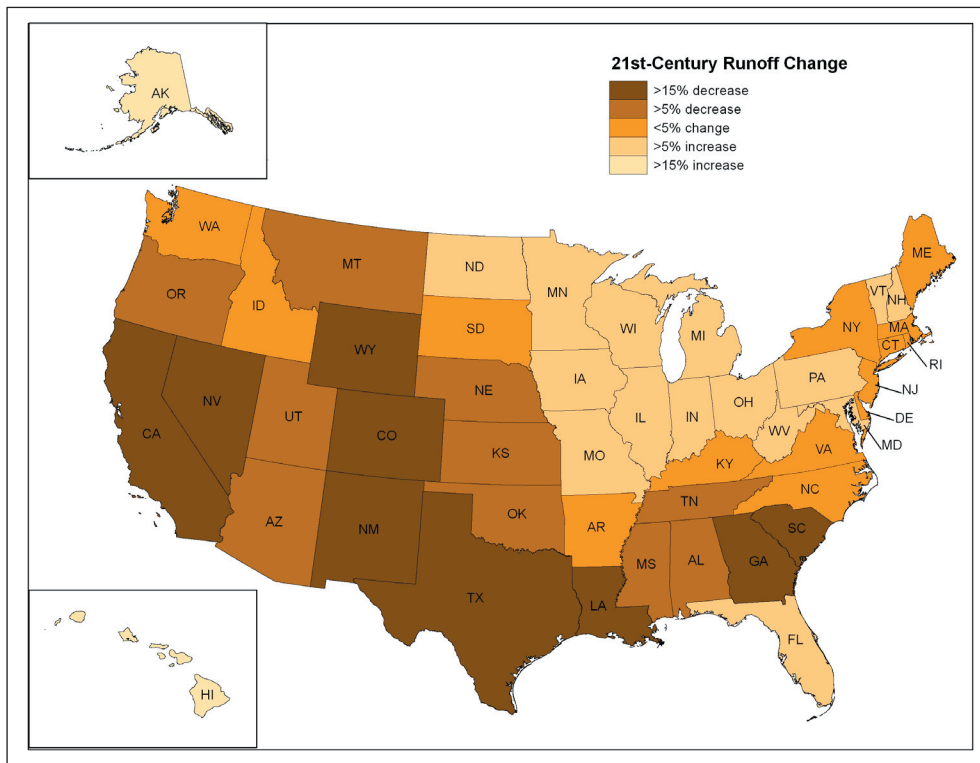 21st-Century Runoff Change
>15% decrease
>5% decrease
<5% change
>5% increase
>15% increase
AK
WA
ME
MT
ND
VT
NH
MN
OR
ID
SD
WI
NY
MA
MI
CT
RI
WY
IA
PA
NJ
NE
OH
NV
IL
IN
DE
UT
WV
MD
CA
CO
VA
KS
MO
KY
NC
TN
OK
AZ
AR
NM
SC
MS
AL
GA
TX
LA
FL
HI